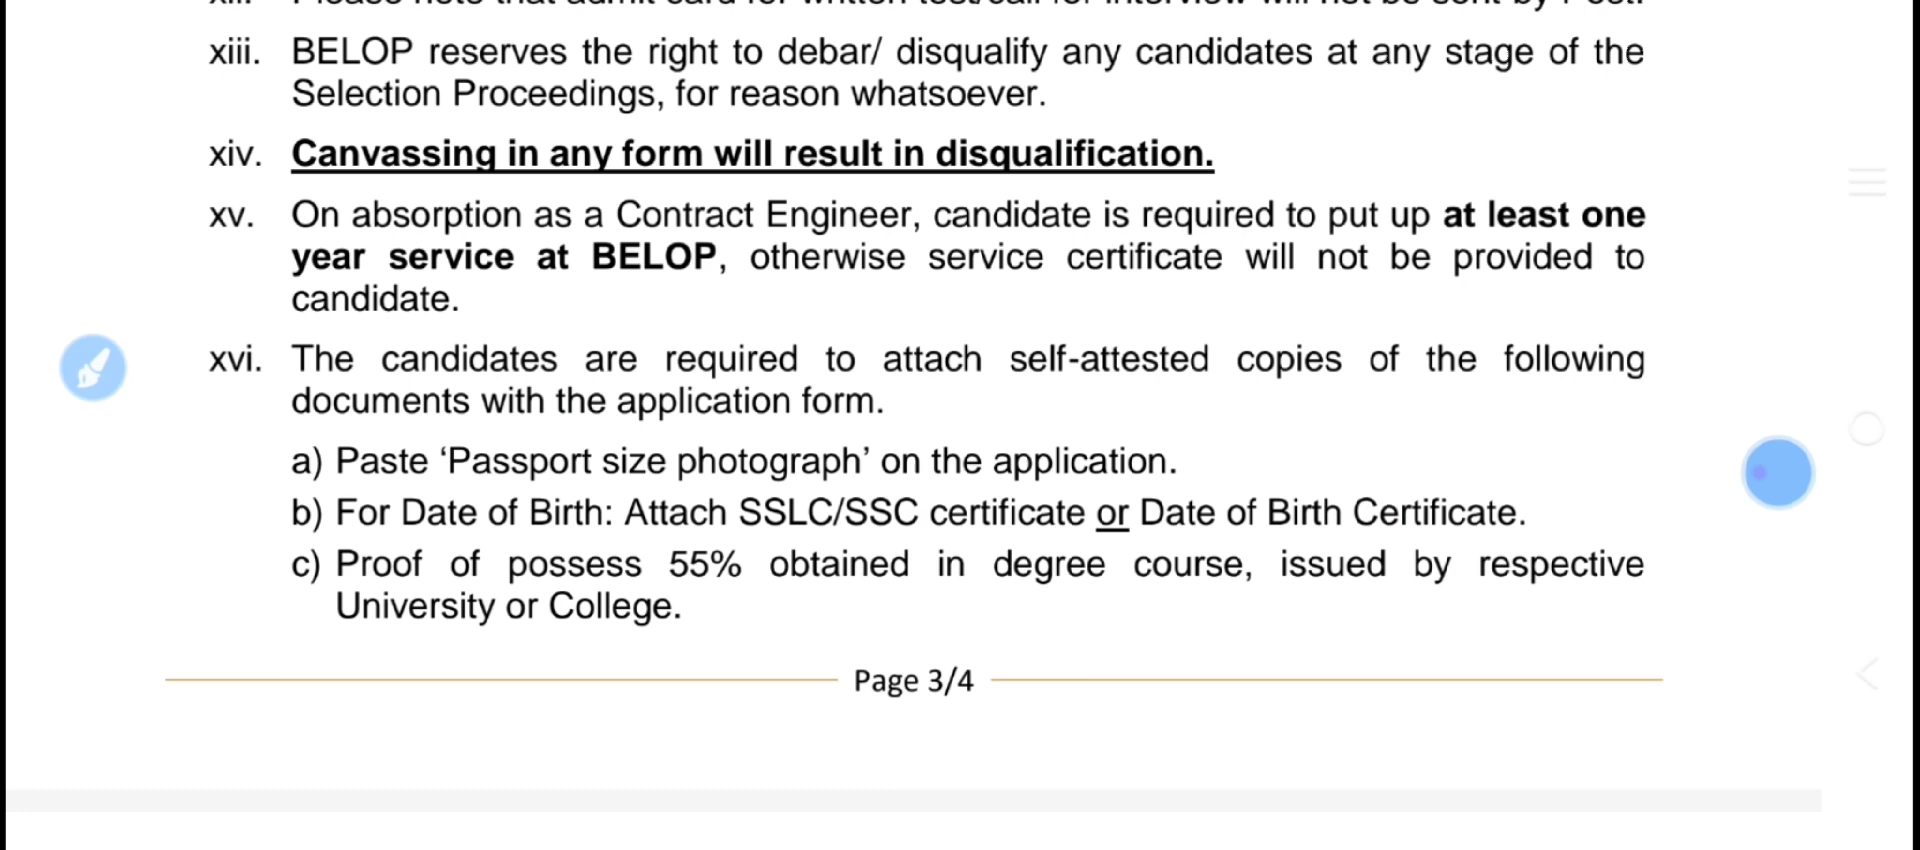 xiii. BELOP reserves the right to debar/ disqualify any candidates at any stage of the
Selection Proceedings, for reason whatsoever.
xiv. Canvassing in any form will result in disqualification.
xv. On absorption as a Contract Engineer, candidate is required to put up at least one
year service at BELOP, otherwise service certificate will not be provided to
candidate.
xvi. The candidates are required to attach self-attested copies of the following
documents with the application form.
a) Paste ‘Passport size photograph’ on the application.
b) For Date of Birth: Attach SSLC/SSC certificate or Date of Birth Certificate.
c) Proof of possess 55% obtained in degree course, issued by respective
University or College.
Page 3/4